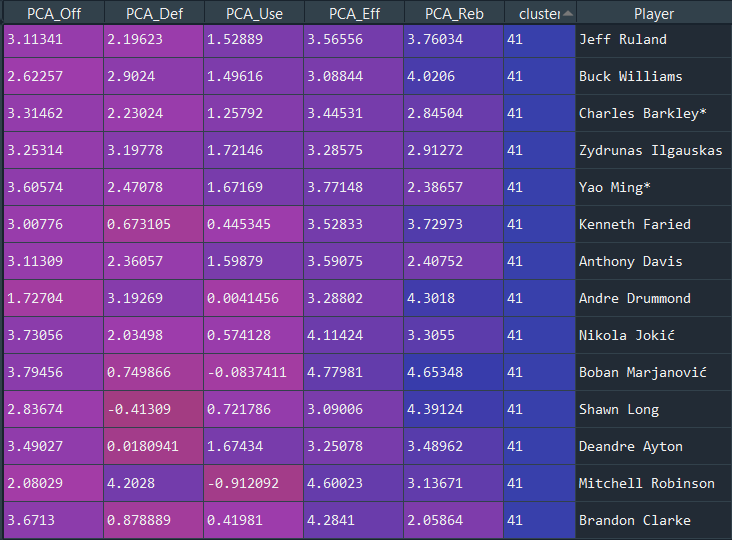 PCA_Off PCA_Def PCA_Use PCA_Eff PCA_Reb cluster Player
3.11341 2.19623 1.52889 3.56556 3.76034 41 Jeff Ruland
2.62257 2.9024 1.49616 3.08844 4.0206 41 Buck Williams
3.31462 2.23024 1.25792 3.44531 2.84504 41 Charles Barkley*
3.25314 3.19778 1.72146 3.28575 2.91272 41 Zydrunas Ilgauskas
3.60574 2.47078 1.67169 3.77148 2.38657 41 Yao Ming*
3.00776 0.673105 0.445345 3.52833 3.72973 41 Kenneth Faried
3.11309 2.36057 1.59879 3.59075 2.40752 41 Anthony Davis
1.72704 3.19269 0.0041456 3.28802 4.3018 41 Andre Drummond
3.73056 2.03498 0.574128 4.11424 3.3055 41 Nikola Jokić
3.79456 0.749866 -0.0837411 4.77981 4.65348 41 Boban Marjanović
2.83674 -0.41309 0.721786 3.09006 4.39124 41 Shawn Long
3.49027 0.0180941 1.67434 3.25078 3.48962 41 Deandre Ayton
2.08029 4.2028 -0.912092 4.60023 3.13671 41 Mitchell Robinson
3.6713 0.878889 0.41981 4.2841 2.05864 41 Brandon Clarke